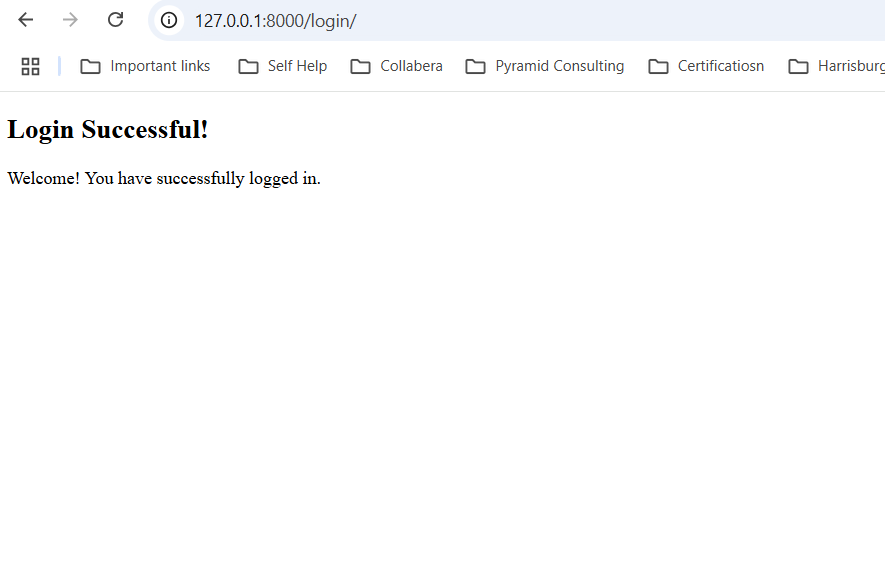 127.0.0.1:8000/login/
Important links Self Help Collabera Pyramid Consulting Certificatiosn Harrisburg
Login Successful!
Welcome! You have successfully logged in.